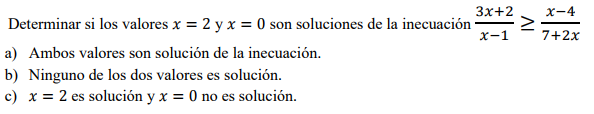 Determinar si los valores x = 2 y x = 0 son soluciones de la inecuación (3x+2)/(x−1) ≥ (x−4)/(7+2x)
a) Ambos valores son solución de la inecuación.
b) Ninguno de los dos valores es solución.
c) x = 2 es solución y x = 0 no es solución.